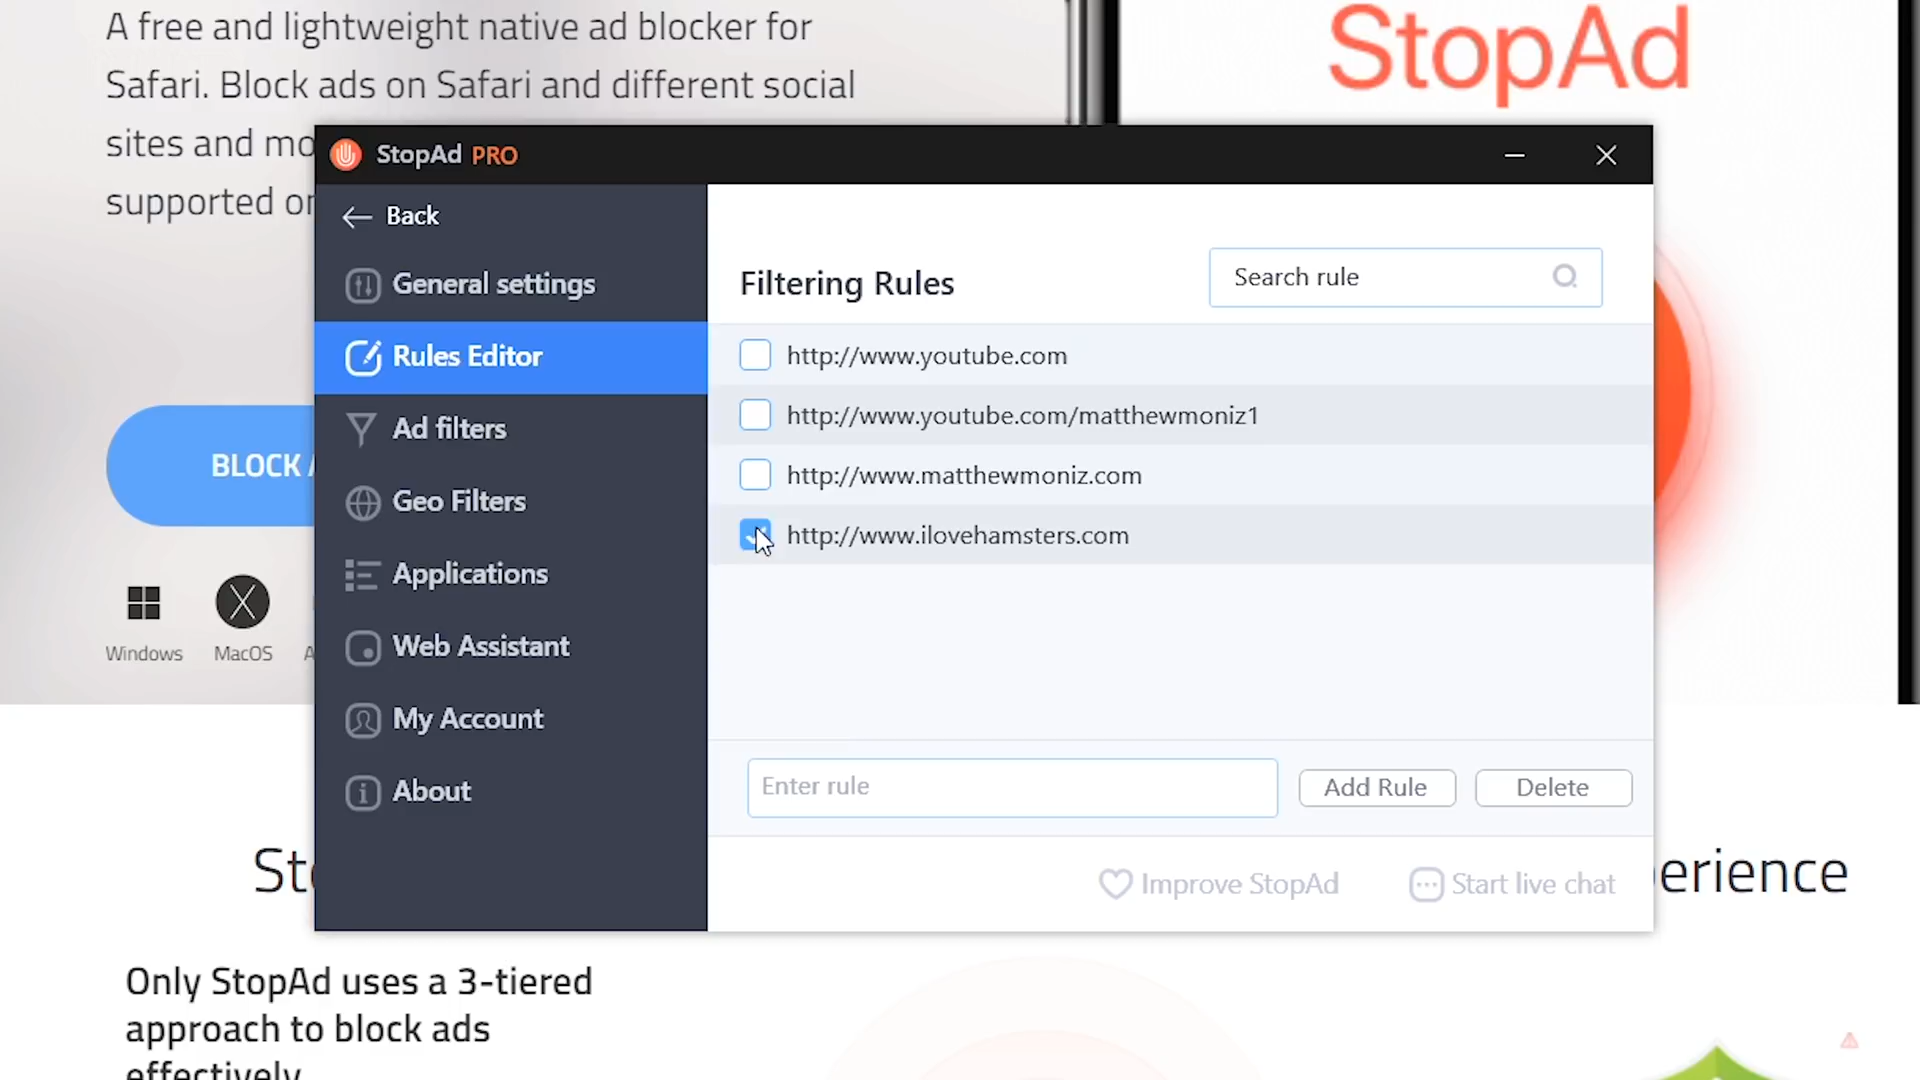 A free and lightweight native ad blocker for
Safari. Block ads on Safari and different social
sites and mo
supported or
StopAd
BLOCK A
Windows
MacOS
A
StopAd PRO
Back
General settings
Rules Editor
Ad filters
Geo Filters
Applications
Web Assistant
My Account
About
Filtering Rules
Search rule
http://www.youtube.com
http://www.youtube.com/matthewmoniz1
http://www.matthewmoniz.com
http://www.ilovehamsters.com
Enter rule
Add Rule
Delete
Improve StopAd
Start live chat
Sto
erience
Only StopAd uses a 3-tiered
approach to block ads
effectively